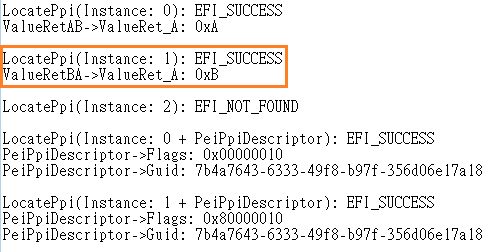 LocatePpi(Instance: 0): EFI_SUCCESS
ValueRetAB->ValueRet_A: 0xA
LocatePpi(Instance: 1): EFI_SUCCESS
ValueRetBA->ValueRet_A: 0xB
LocatePpi(Instance: 2): EFI_NOT_FOUND
LocatePpi(Instance: 0 + PeiPpiDescriptor): EFI_SUCCESS
PeiPpiDescriptor->Flags: 0x00000010
PeiPpiDescriptor->Guid: 7b4a7643-6333-49f8-b97f-356d06e17a18
LocatePpi(Instance: 1 + PeiPpiDescriptor): EFI_SUCCESS
PeiPpiDescriptor->Flags: 0x80000010
PeiPpiDescriptor->Guid: 7b4a7643-6333-49f8-b97f-356d06e17a18